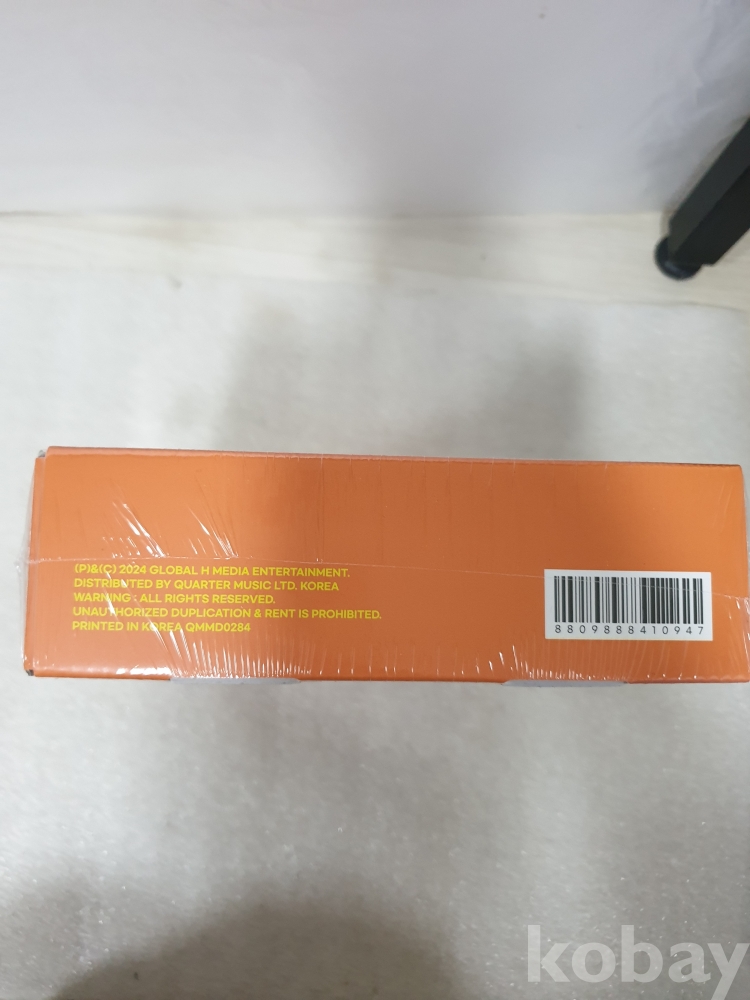 (P)&(C) 2024 GLOBAL H MEDIA ENTERTAINMENT.
DISTRIBUTED BY QUARTER MUSIC LTD. KOREA
WARNING : ALL RIGHTS RESERVED.
UNAUTHORIZED DUPLICATION & RENT IS PROHIBITED.
PRINTED IN KOREA QMMD0284
8809888410947
kobay